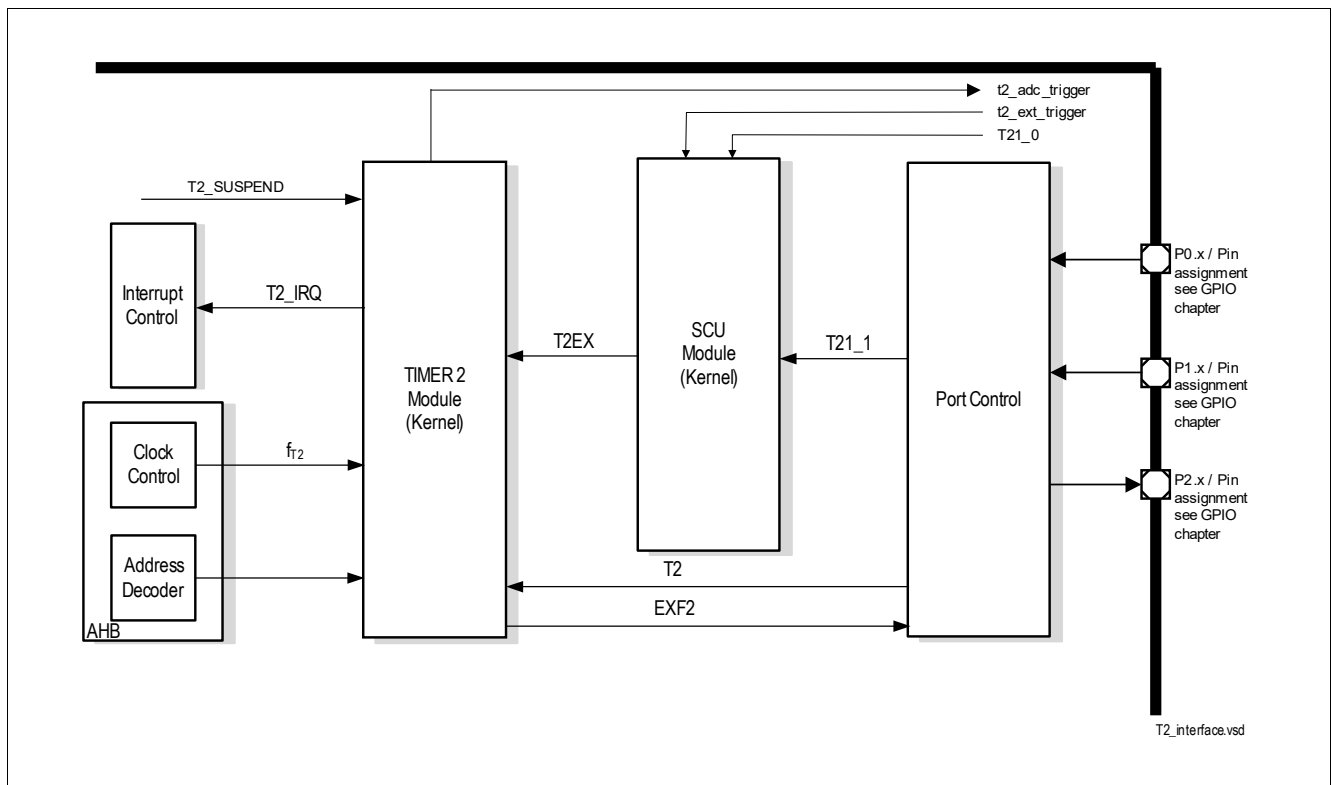 t2_adc_trigger
t2_ext_trigger
T21_0
T2_SUSPEND
Interrupt
Control
T2_IRQ
TIMER 2
Module
(Kernel)
T2EX
SCU
Module
(Kernel)
T21_1
Port Control
P0.x / Pin
assignment
see GPIO
chapter
P1.x / Pin
assignment
see GPIO
chapter
P2.x / Pin
assignment
see GPIO
chapter
Clock
Control
fT2
Address
Decoder
AHB
T2
EXF2
T2_interface.vsd